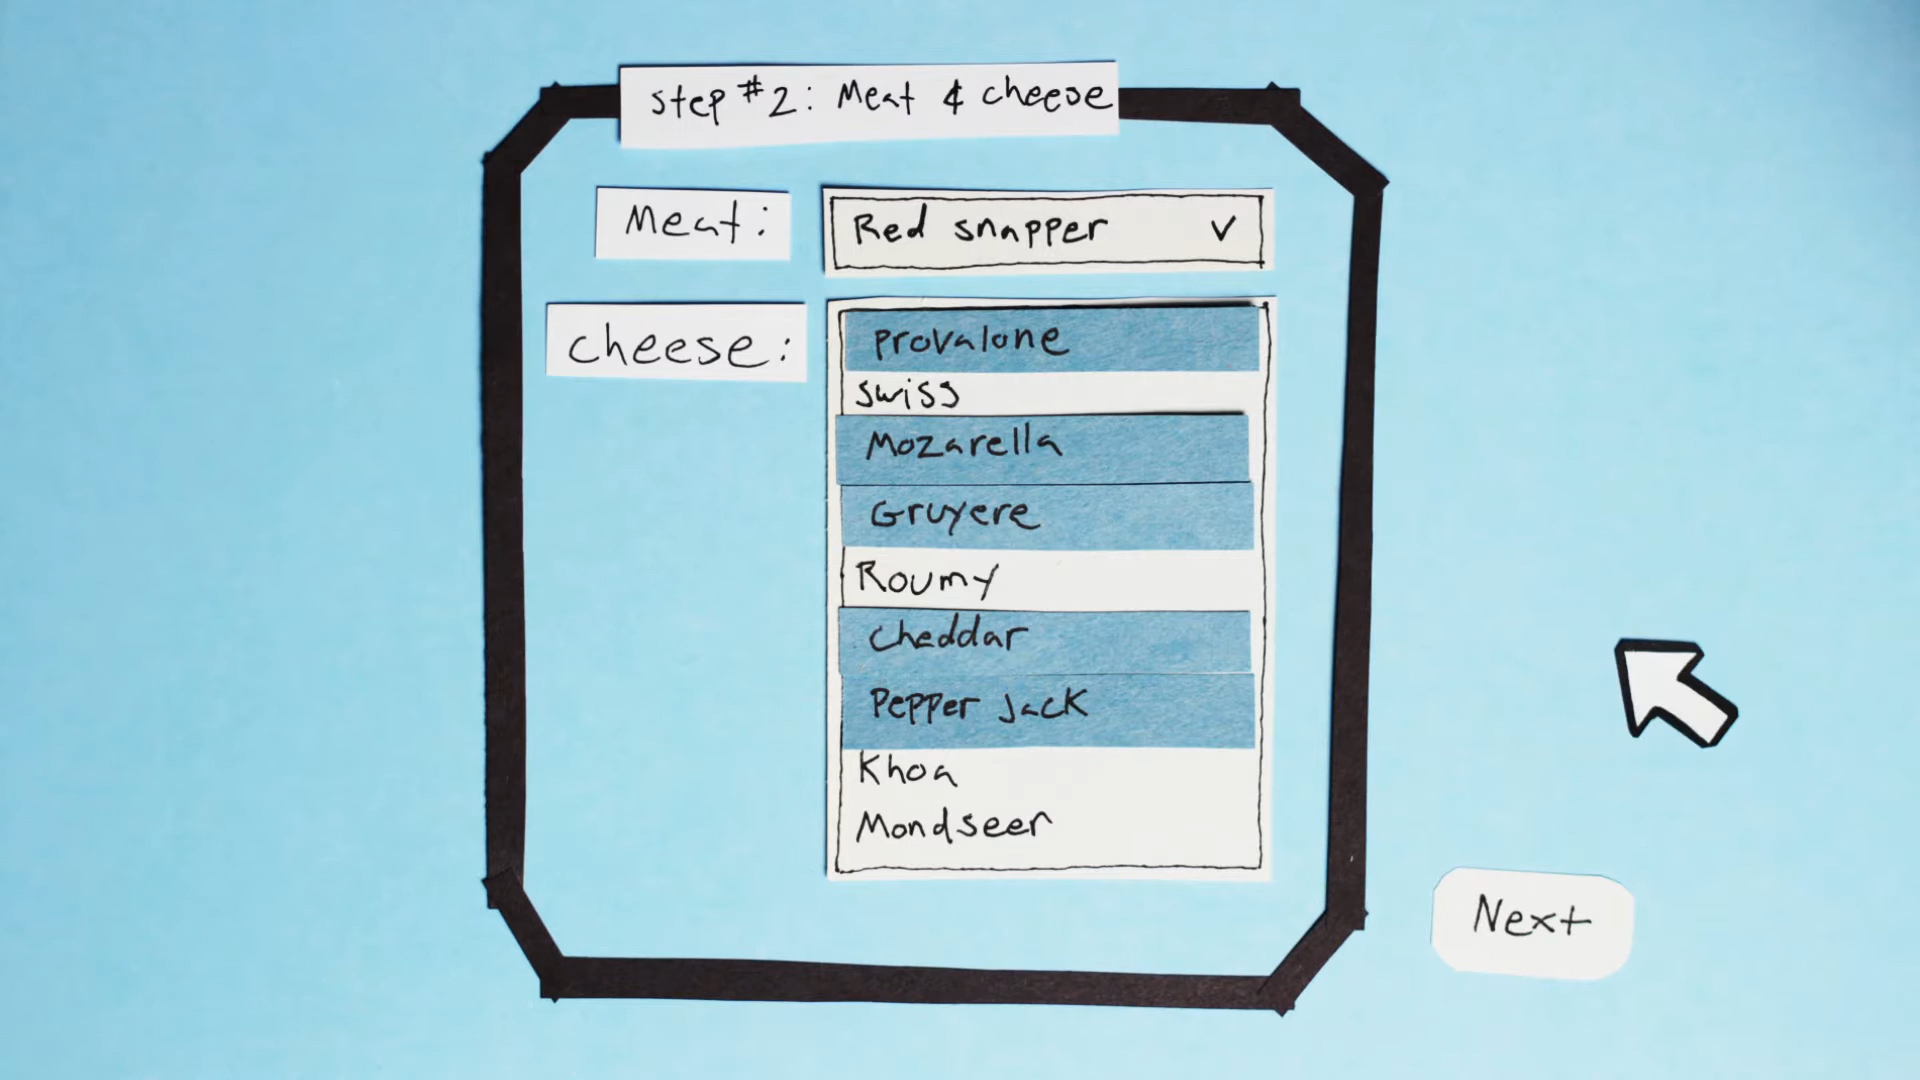 Step #2: Meat & cheese
Meat:
Red snapper
cheese:
Provalone
Swiss
Mozarella
Gruyere
Roumy
Cheddar
Pepper Jack
Khoa
Mondseer
Next